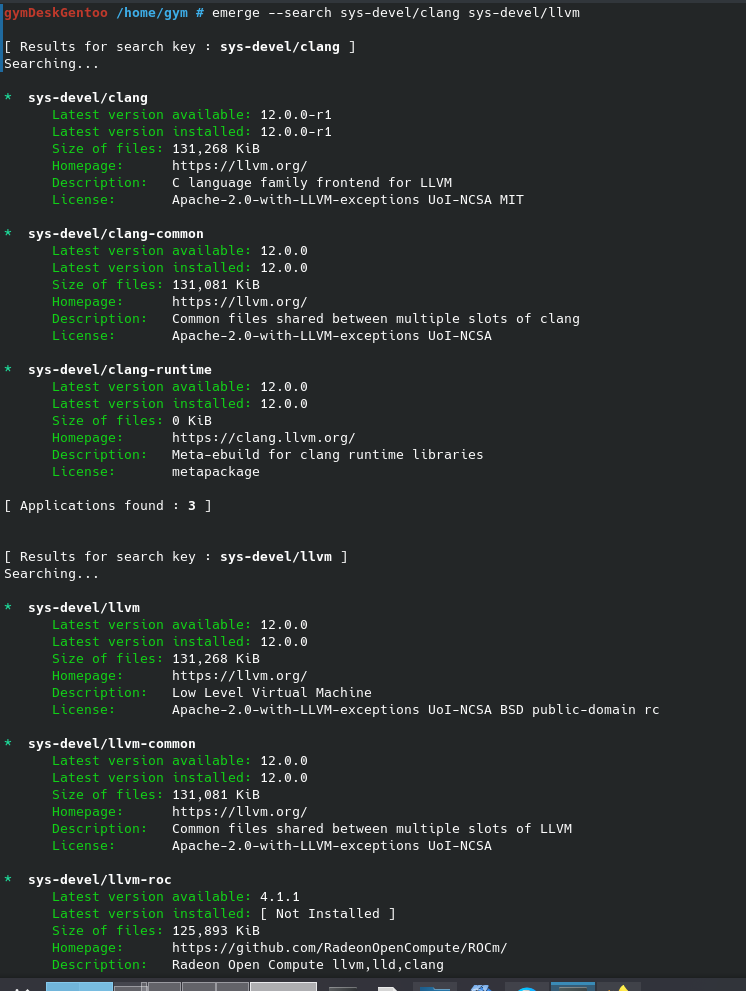 gymDeskGentoo /home/gym # emerge --search sys-devel/clang sys-devel/llvm
[ Results for search key : sys-devel/clang ]
Searching...
* sys-devel/clang
Latest version available: 12.0.0-r1
Latest version installed: 12.0.0-r1
Size of files: 131,268 KiB
Homepage: https://llvm.org/
Description: C language family frontend for LLVM
License: Apache-2.0-with-LLVM-exceptions UoI-NCSA MIT
* sys-devel/clang-common
Latest version available: 12.0.0
Latest version installed: 12.0.0
Size of files: 131,081 KiB
Homepage: https://llvm.org/
Description: Common files shared between multiple slots of clang
License: Apache-2.0-with-LLVM-exceptions UoI-NCSA
* sys-devel/clang-runtime
Latest version available: 12.0.0
Latest version installed: 12.0.0
Size of files: 0 KiB
Homepage: https://clang.llvm.org/
Description: Meta-ebuild for clang runtime libraries
License: metapackage
[ Applications found : 3 ]
[ Results for search key : sys-devel/llvm ]
Searching...
* sys-devel/llvm
Latest version available: 12.0.0
Latest version installed: 12.0.0
Size of files: 131,268 KiB
Homepage: https://llvm.org/
Description: Low Level Virtual Machine
License: Apache-2.0-with-LLVM-exceptions UoI-NCSA BSD public-domain rc
* sys-devel/llvm-common
Latest version available: 12.0.0
Latest version installed: 12.0.0
Size of files: 131,081 KiB
Homepage: https://llvm.org/
Description: Common files shared between multiple slots of LLVM
License: Apache-2.0-with-LLVM-exceptions UoI-NCSA
* sys-devel/llvm-roc
Latest version available: 4.1.1
Latest version installed: [ Not Installed ]
Size of files: 125,893 KiB
Homepage: https://github.com/RadeonOpenCompute/ROCm/
Description: Radeon Open Compute llvm,lld,clang